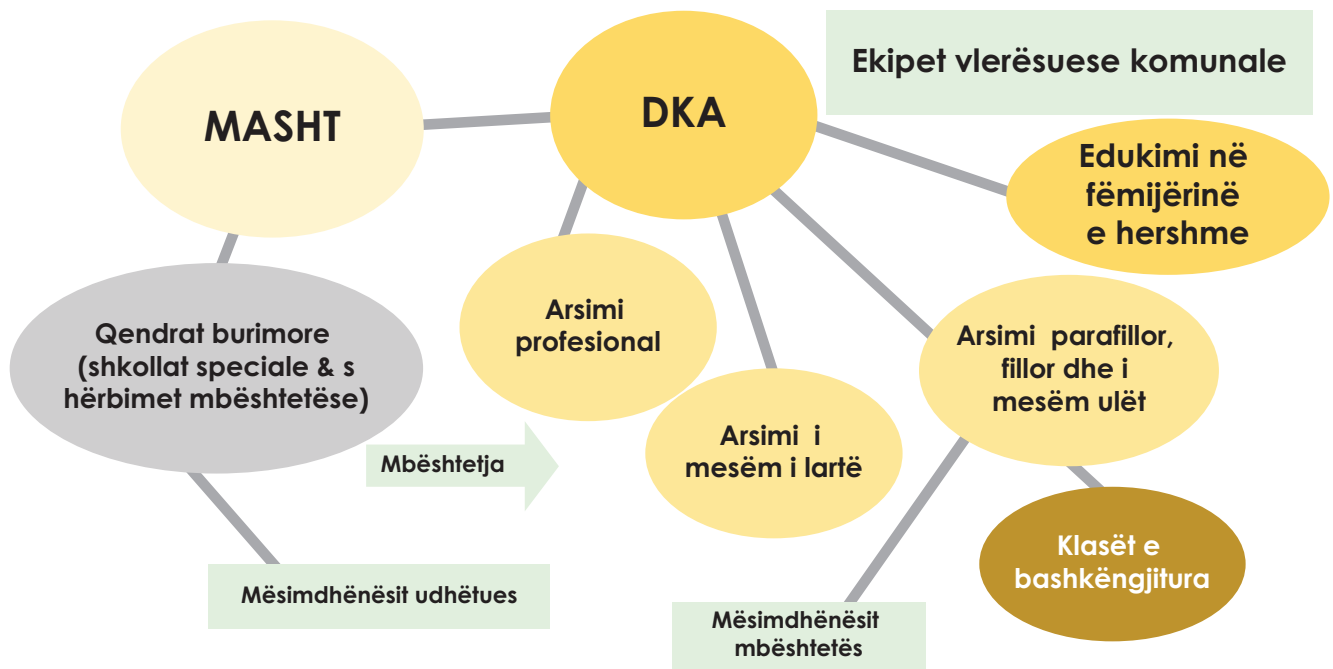 MASHT
DKA
Ekipet vlerësuese komunale
Edukimi në
fëmijërinë
e hershme
Qendrat burimore
(shkollat speciale & s
hërbimet mbështetëse)
Arsimi
profesional
Arsimi i
mesëm i lartë
Arsimi parafillor,
fillor dhe i
mesëm ulët
Mbështetja
Klasët e
bashkëngjitura
Mësimdhënësit udhëtues
Mësimdhënësit
mbështetës